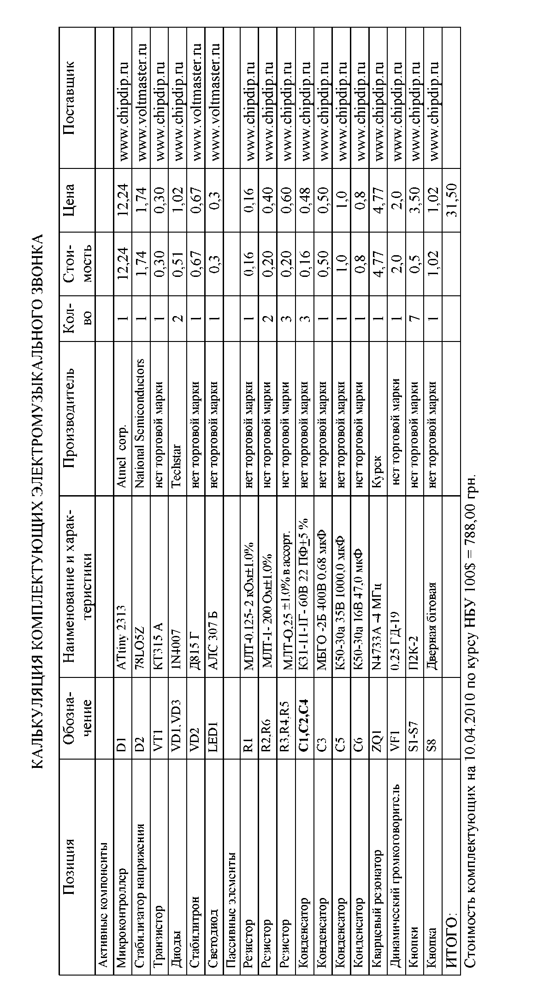 КАЛЬКУЛЯЦИЯ КОМПЛЕКТУЮЩИХ ЭЛЕКТРОМУЗЫКАЛЬНОГО ЗВОНКА
Позиция Обозна-чение Наименование и харак-теристики Производитель Кол-во Стои-мость Цена Поставщик
Активные компоненты
Микроконтроллер D1 ATtiny 2313 Atmel corp. 1 12,24 12,24 www.chipdip.ru
Стабилизатор напряжения D2 78LO5Z National Semiconductors 1 1,74 1,74 www.voltmaster.ru
Транзистор VT1 КТ315 А нет торговой марки 1 0,30 0,30 www.chipdip.ru
Диоды VD1,VD3 1N4007 Techstar 2 0,51 1,02 www.chipdip.ru
Стабилитрон VD2 Д815 Г нет торговой марки 1 0,67 0,67 www.voltmaster.ru
Светодиод LED1 АЛС 307 Б нет торговой марки 1 0,3 0,3 www.voltmaster.ru
Пассивные элементы
Резистор R1 МЛТ-0,125- 2 кОм±1.0% нет торговой марки 1 0,16 0,16 www.chipdip.ru
Резистор R2,R6 МЛТ-1- 200 Ом±1.0% нет торговой марки 2 0,20 0,40 www.chipdip.ru
Резистор R3,R4,R5 МЛТ-О,25 ±1.0% в ассорт. нет торговой марки 3 0,20 0,60 www.chipdip.ru
Конденсатор C1,C2,C4 К31-11-1Г- 60В 22 ПФ±5 % нет торговой марки 3 0,16 0,48 www.chipdip.ru
Конденсатор C3 МБГО -2Б 400В 0,68 мкФ нет торговой марки 1 0,50 0,50 www.chipdip.ru
Конденсатор C5 К50-30а 35В 1000,0 мкФ нет торговой марки 1 1,0 1,0 www.chipdip.ru
Конденсатор C6 К50-30а 16В 47,0 мкФ нет торговой марки 1 0,8 0,8 www.chipdip.ru
Кварцевый резонатор ZQ1 N4733A -4 МГц Курск 1 4,77 4,77 www.chipdip.ru
Динамический громкоговоритель VF1 0.25 ГД-19 нет торговой марки 1 2,0 2,0 www.chipdip.ru
Кнопки S1-S7 П2К-2 нет торговой марки 7 0,5 3,50 www.chipdip.ru
Кнопка S8 Дверная бітовая нет торговой марки 1 1,02 1,02 www.chipdip.ru
ИТОГО: 31,50
Стоимость комплектующих на 10.04.2010 по курсу НБУ 100$ = 788,00 грн.